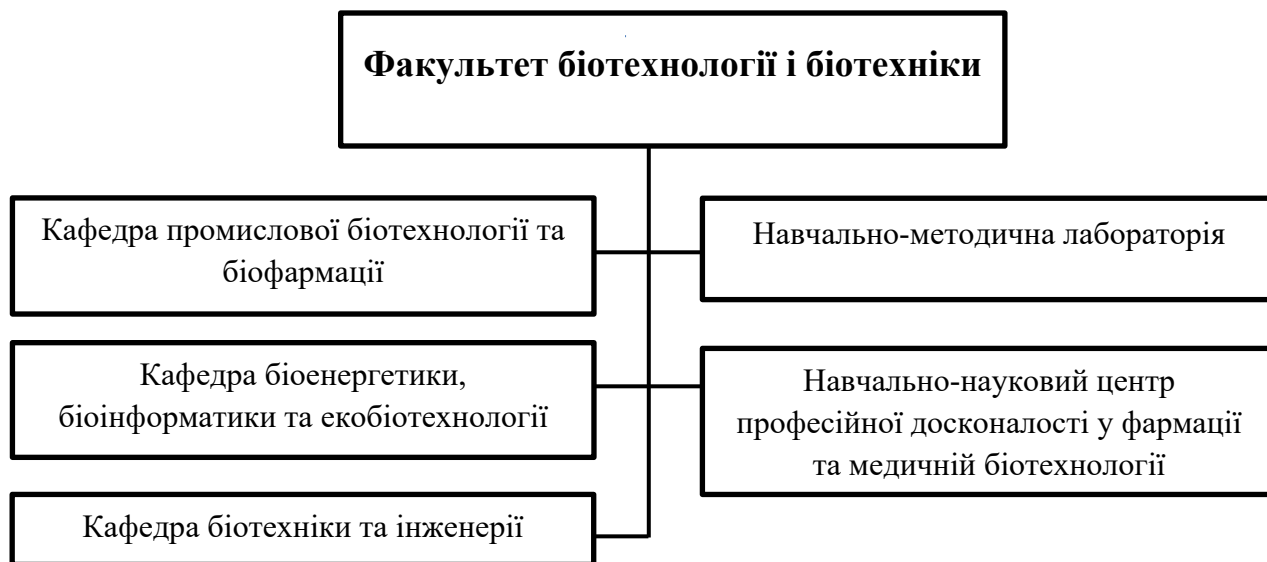 Факультет біотехнології і біотехніки
Кафедра промислової біотехнології та
біофармації
Навчально-методична лабораторія
Кафедра біоенергетики,
біоінформатики та екобіотехнології
Навчально-науковий центр
професійної досконалості у фармації
та медичній біотехнології
Кафедра біотехніки та інженерії